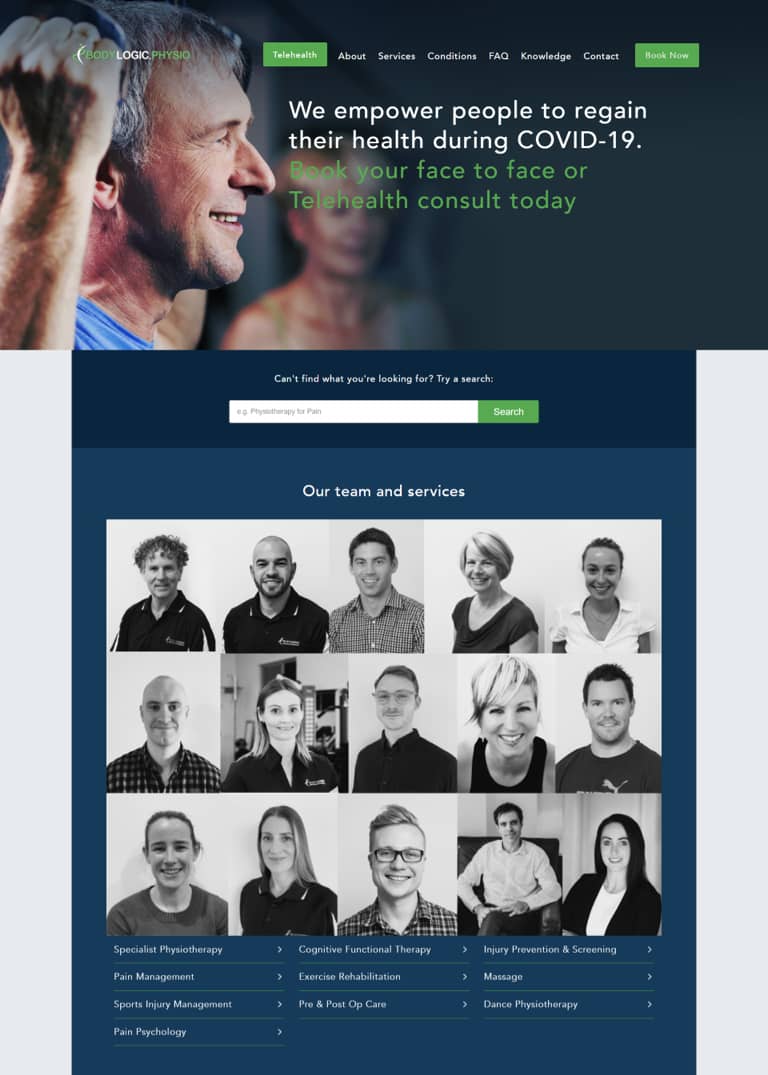 BODYLOGIC.PHYSIO
Telehealth
About
Services
Conditions
FAQ
Knowledge
Contact
Book Now
We empower people to regain
their health during COVID-19.
Book your face to face or
Telehealth consult today
Can't find what you're looking for? Try a search:
e.g. Physiotherapy for Pain
Search
Our team and services
Specialist Physiotherapy
Cognitive Functional Therapy
Injury Prevention & Screening
Pain Management
Exercise Rehabilitation
Massage
Sports Injury Management
Pre & Post Op Care
Dance Physiotherapy
Pain Psychology